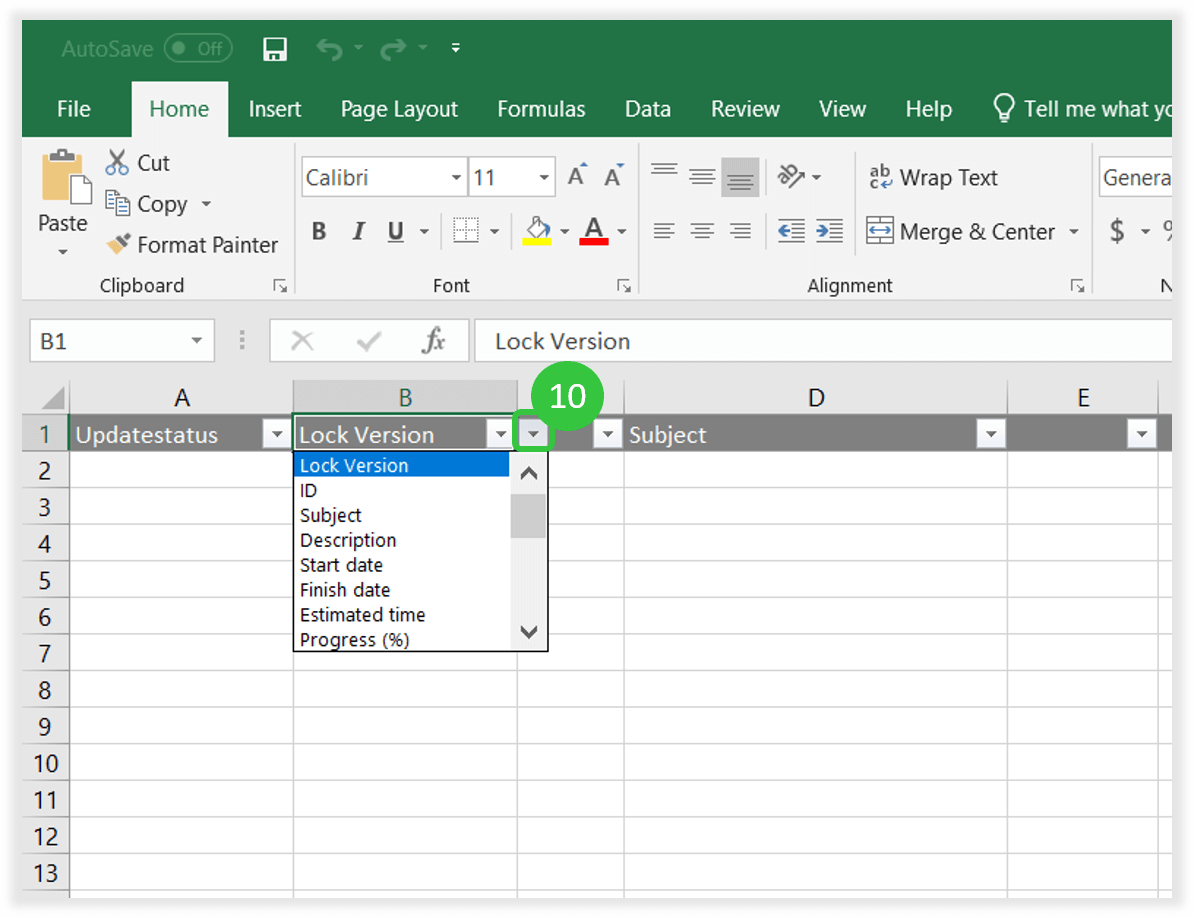 AutoSave Off
File Home Insert Page Layout Formulas Data Review View Help Tell me what yo
Cut
Copy
Format Painter
Paste
Clipboard
Calibri 11 A A
B I U A
Font
ab Wrap Text
c
Merge & Center
Alignment
Genera
$ %
N
B1 fx Lock Version
10
A B D E
1 Updatestatus Lock Version Subject
Lock Version
ID
Subject
Description
Start date
Finish date
Estimated time
Progress (%)
2
3
4
5
6
7
8
9
10
11
12
13